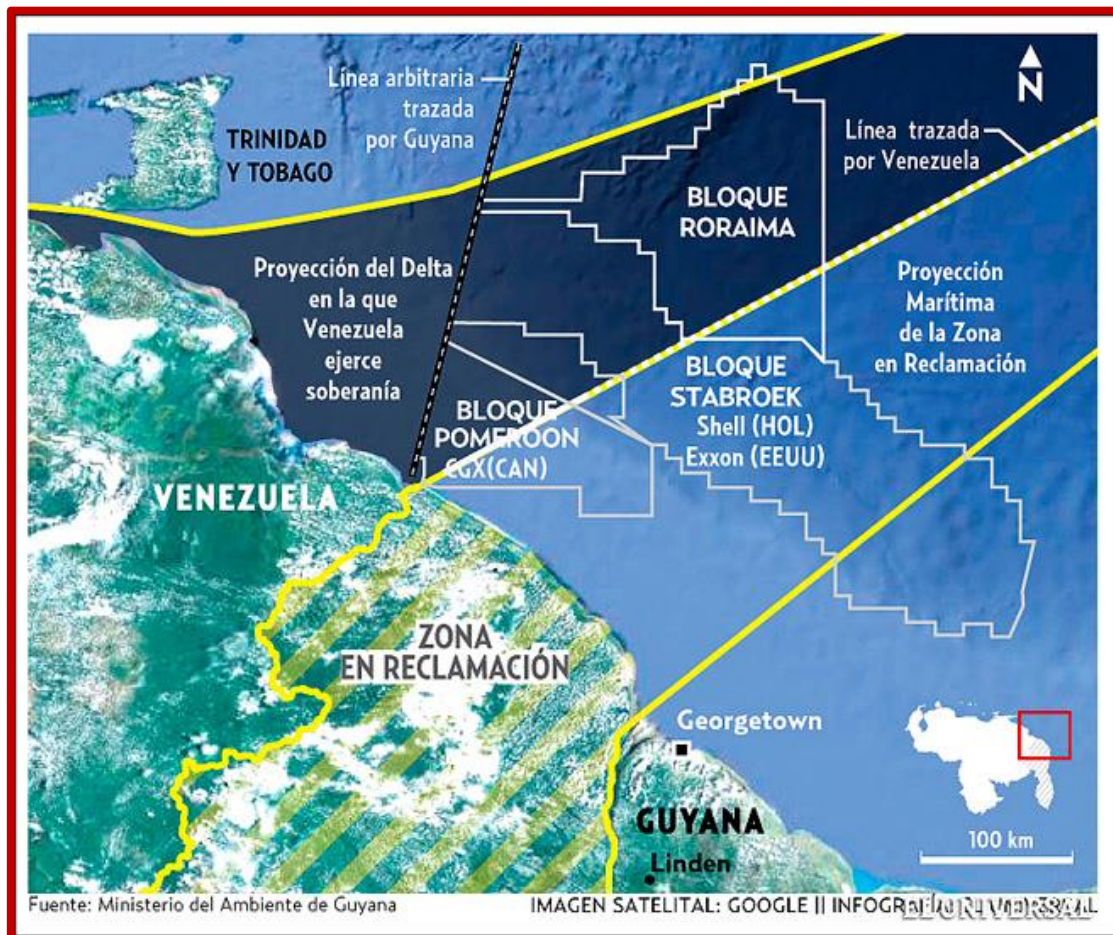 Línea arbitraria
trazada
por Guyana
N
TRINIDAD
Y TOBAGO
Línea trazada
por Venezuela
BLOQUE
RORAIMA
Proyección del Delta
en la que
Venezuela
ejerce
soberanía
Proyección
Marítima
de la Zona
en Reclamación
BLOQUE
STABROEK
Shell (HOL)
Exxon (EEUU)
BLOQUE
POMEROON
CGX(CAN)
VENEZUELA
ZONA
EN RECLAMACIÓN
Georgetown
GUYANA
Linden
100 km
Fuente: Ministerio del Ambiente de Guyana
IMAGEN SATELITAL: GOOGLE || INFOGRAFÍA:
EL UNIVERSAL